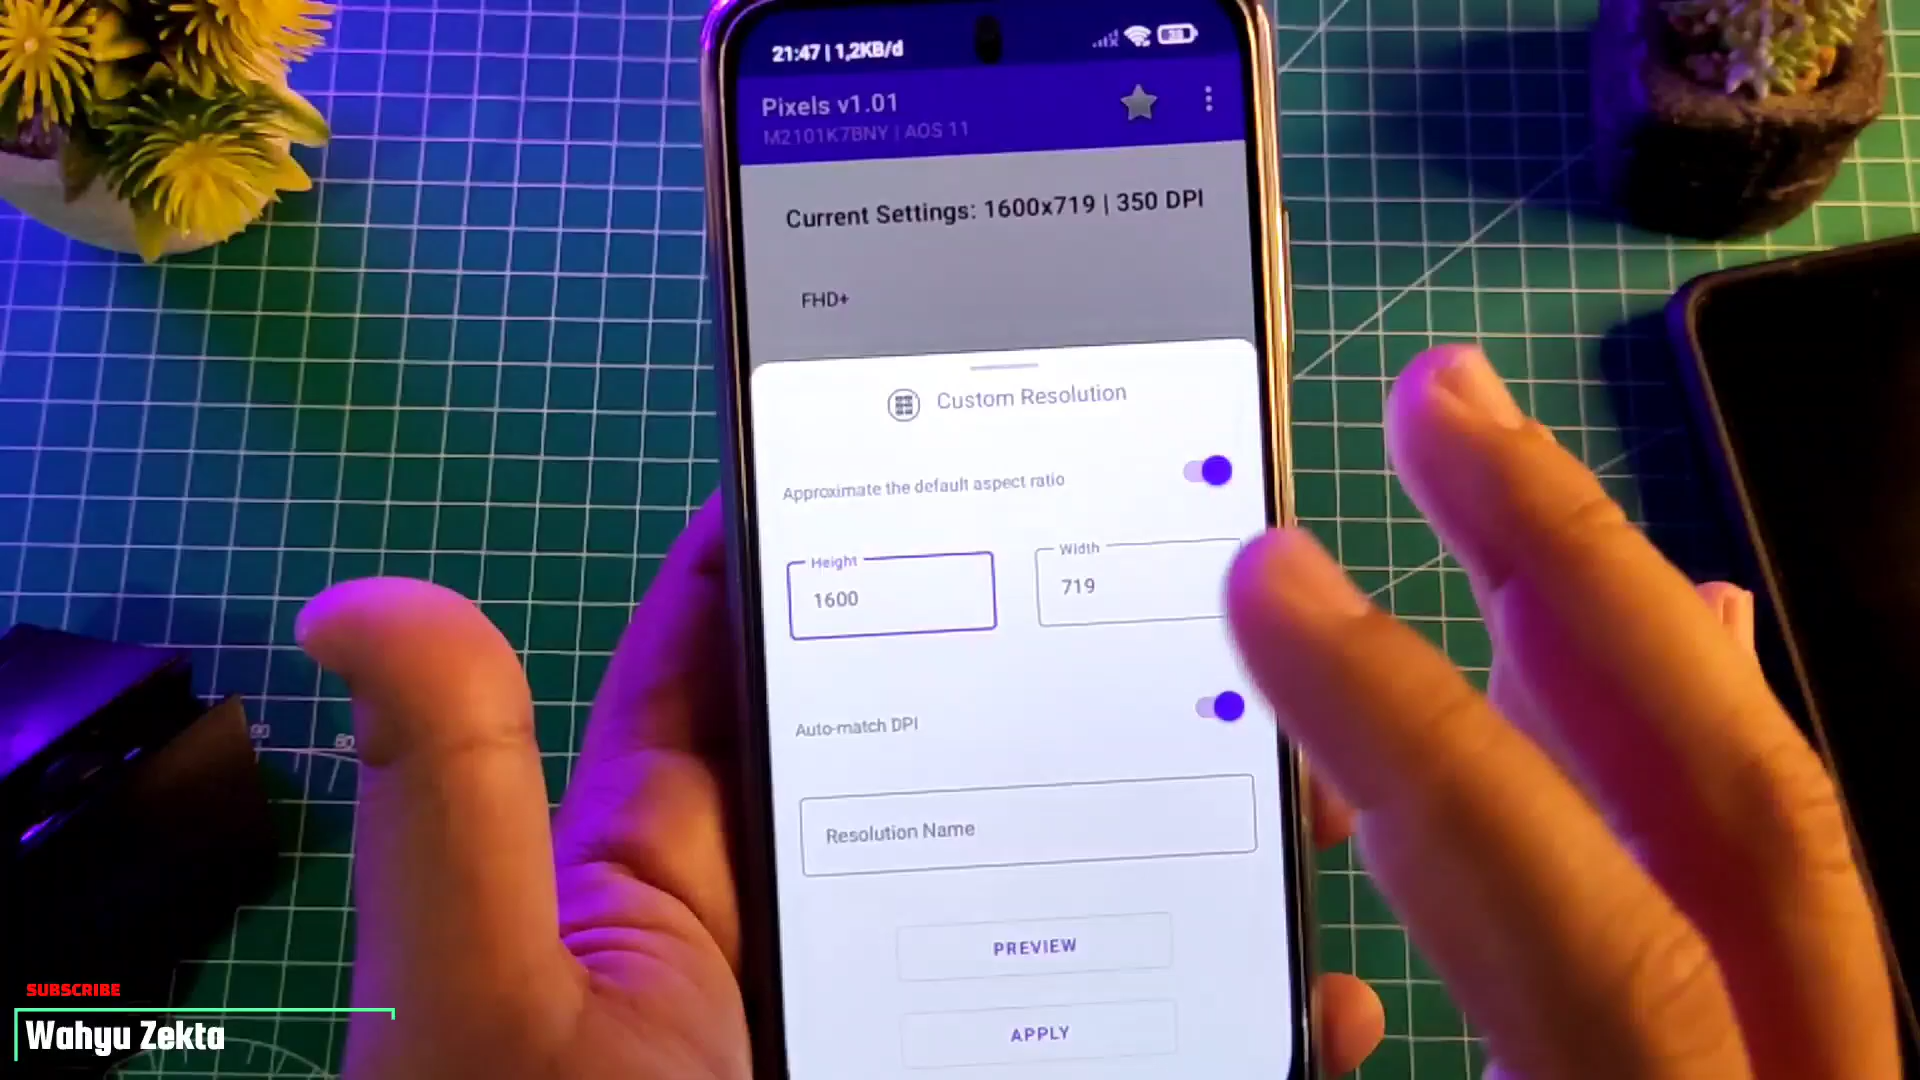 21:47 | 1,2KB/d
Pixels v1.01
M2101K7BNY | AOS 11
Current Settings: 1600x719 | 350 DPI
FHD+
Custom Resolution
Approximate the default aspect ratio
Height
Width
1600
719
Auto-match DPI
Resolution Name
PREVIEW
APPLY
SUBSCRIBE
Wahyu Zekta